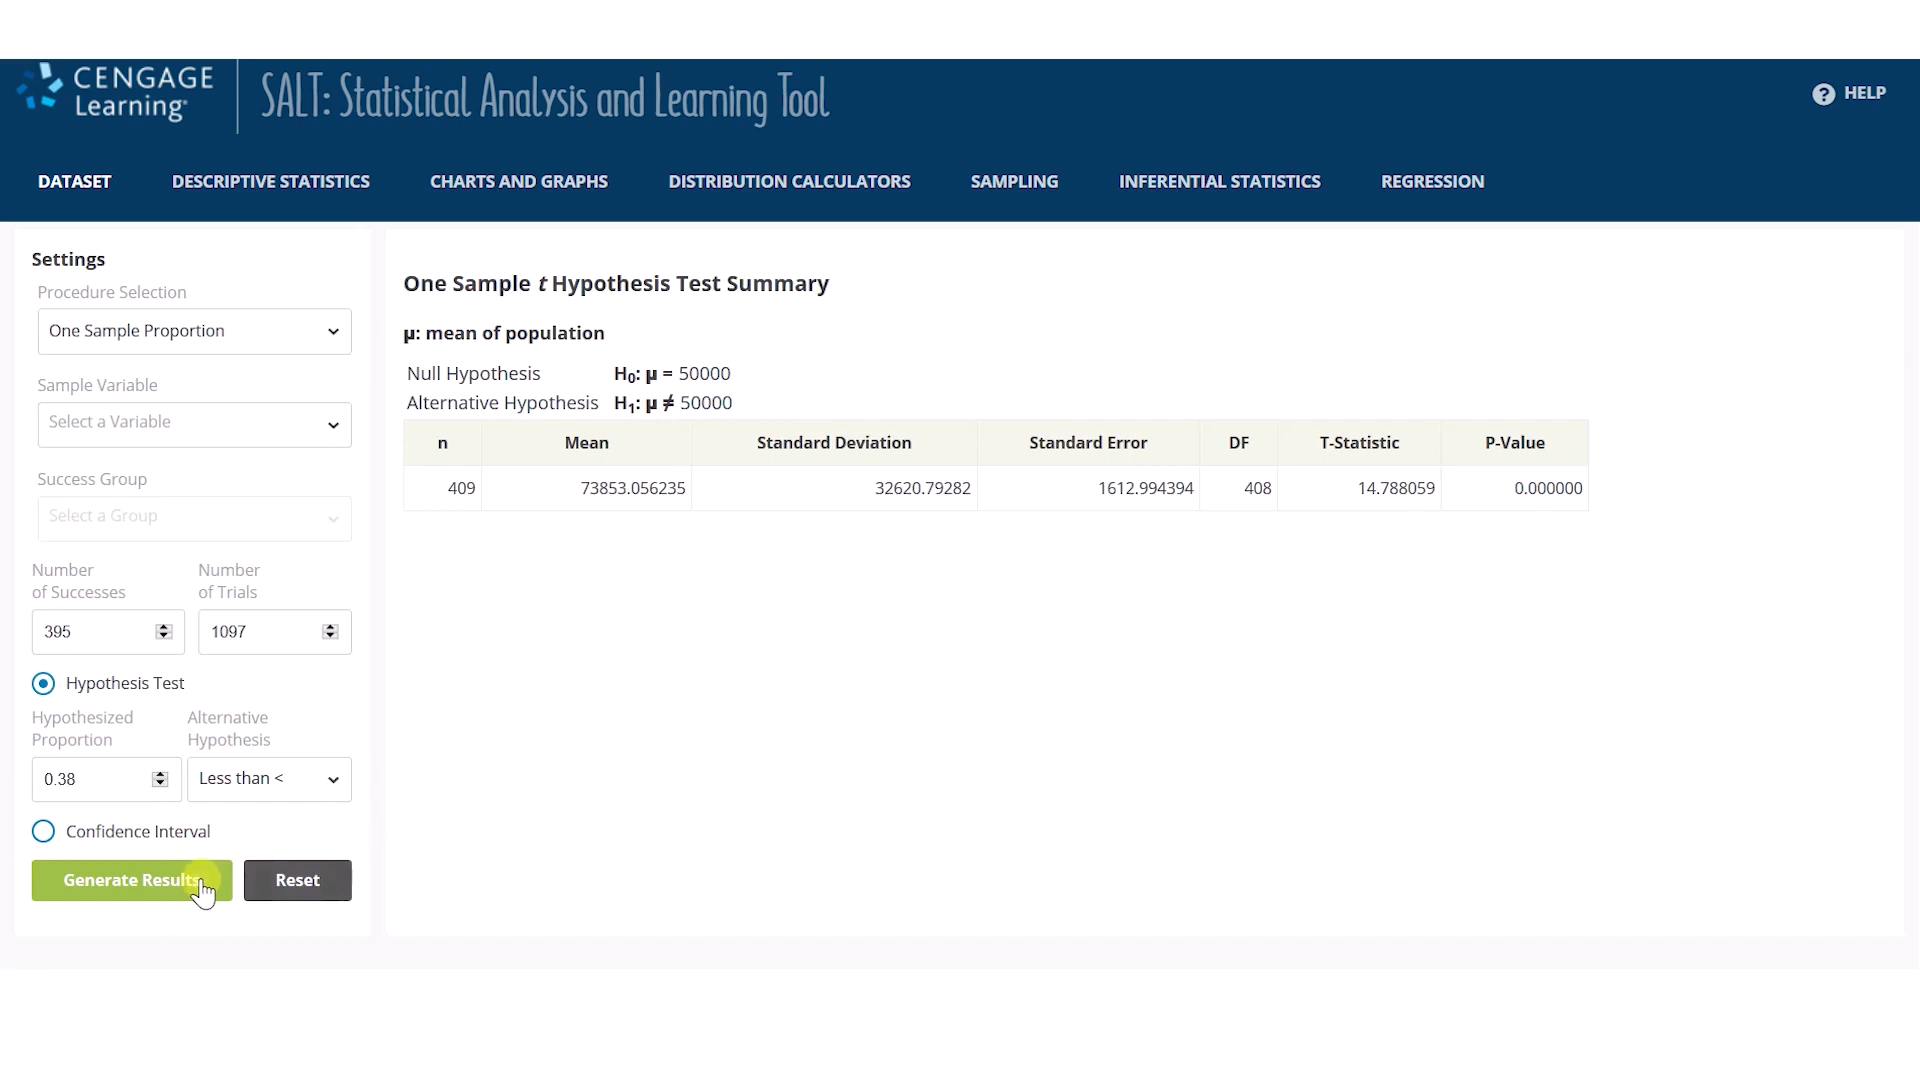 CENGAGE
Learning
SALT: Statistical Analysis and Learning Tool
? HELP
DATASET DESCRIPTIVE STATISTICS CHARTS AND GRAPHS DISTRIBUTION CALCULATORS SAMPLING INFERENTIAL STATISTICS REGRESSION
Settings
Procedure Selection
One Sample Proportion
Sample Variable
Select a Variable
Success Group
Select a Group
Number
of Successes
Number
of Trials
395
1097
Hypothesis Test
Hypothesized
Proportion
Alternative
Hypothesis
0.38
Less than <
Confidence Interval
Generate Results
Reset
One Sample t Hypothesis Test Summary
μ: mean of population
Null Hypothesis H₀: μ = 50000
Alternative Hypothesis H₁: μ ≠ 50000
n Mean Standard Deviation Standard Error DF T-Statistic P-Value
409 73853.056235 32620.79282 1612.994394 408 14.788059 0.000000